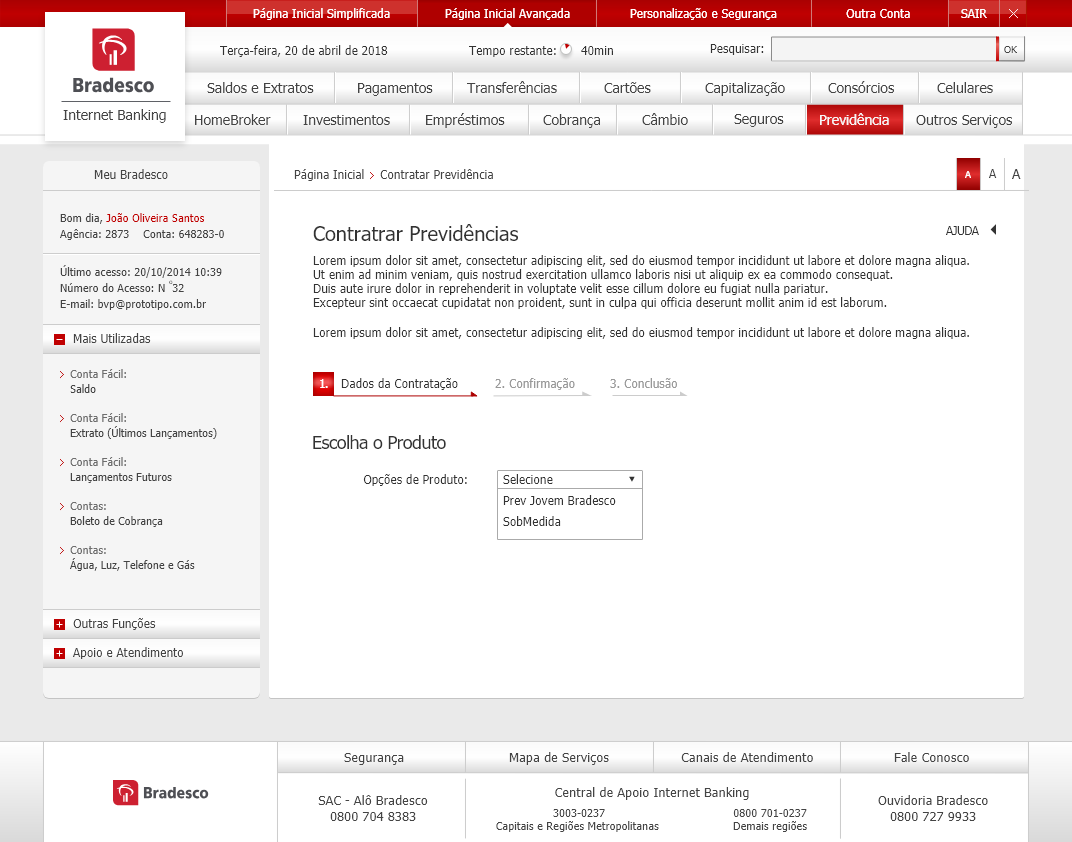 Página Inicial Simplificada
Página Inicial Avançada
Personalização e Segurança
Outra Conta
SAIR
Bradesco
Internet Banking
Terça-feira, 20 de abril de 2018
Tempo restante: 40min
Pesquisar:
OK
Saldos e Extratos
Pagamentos
Transferências
Cartões
Capitalização
Consórcios
Celulares
HomeBroker
Investimentos
Empréstimos
Cobrança
Câmbio
Seguros
Previdência
Outros Serviços
Meu Bradesco
Bom dia, João Oliveira Santos
Agência: 2873 Conta: 648283-0
Último acesso: 20/10/2014 10:39
Número do Acesso: N °32
E-mail: bvp@prototipo.com.br
Mais Utilizadas
Conta Fácil:
Saldo
Conta Fácil:
Extrato (Últimos Lançamentos)
Conta Fácil:
Lançamentos Futuros
Contas:
Boleto de Cobrança
Contas:
Água, Luz, Telefone e Gás
Outras Funções
Apoio e Atendimento
Página Inicial > Contratar Previdência
A A A
Contratrar Previdências
AJUDA
Lorem ipsum dolor sit amet, consectetur adipiscing elit, sed do eiusmod tempor incididunt ut labore et dolore magna aliqua.
Ut enim ad minim veniam, quis nostrud exercitation ullamco laboris nisi ut aliquip ex ea commodo consequat.
Duis aute irure dolor in reprehenderit in voluptate velit esse cillum dolore eu fugiat nulla pariatur.
Excepteur sint occaecat cupidatat non proident, sunt in culpa qui officia deserunt mollit anim id est laborum.
Lorem ipsum dolor sit amet, consectetur adipiscing elit, sed do eiusmod tempor incididunt ut labore et dolore magna aliqua.
1. Dados da Contratação
2. Confirmação
3. Conclusão
Escolha o Produto
Opções de Produto:
Selecione
Prev Jovem Bradesco
SobMedida
Bradesco
Segurança
Mapa de Serviços
Canais de Atendimento
Fale Conosco
SAC - Alô Bradesco
0800 704 8383
Central de Apoio Internet Banking
3003-0237
Capitais e Regiões Metropolitanas
0800 701-0237
Demais regiões
Ouvidoria Bradesco
0800 727 9933